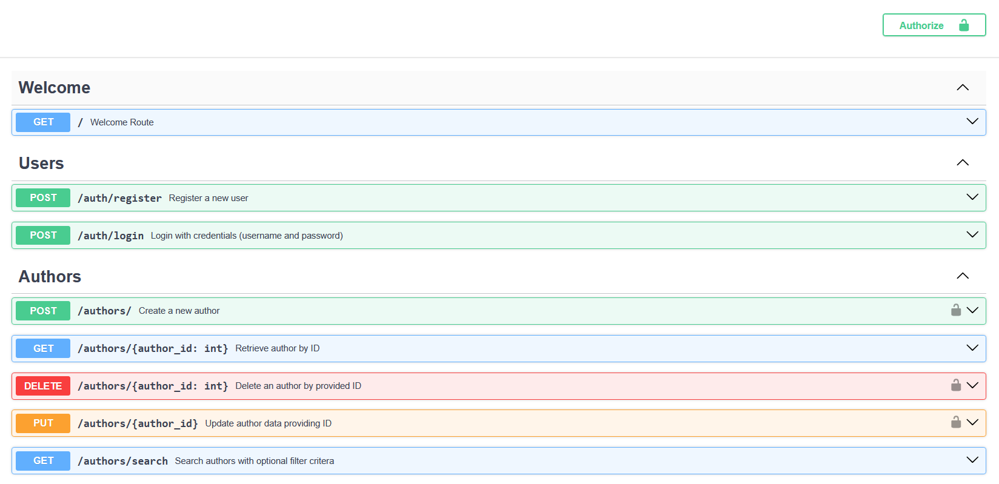 Authorize
Welcome
GET / Welcome Route
Users
POST /auth/register Register a new user
POST /auth/login Login with credentials (username and password)
Authors
POST /authors/ Create a new author
GET /authors/{author_id: int} Retrieve author by ID
DELETE /authors/{author_id: int} Delete an author by provided ID
PUT /authors/{author_id} Update author data providing ID
GET /authors/search Search authors with optional filter critera